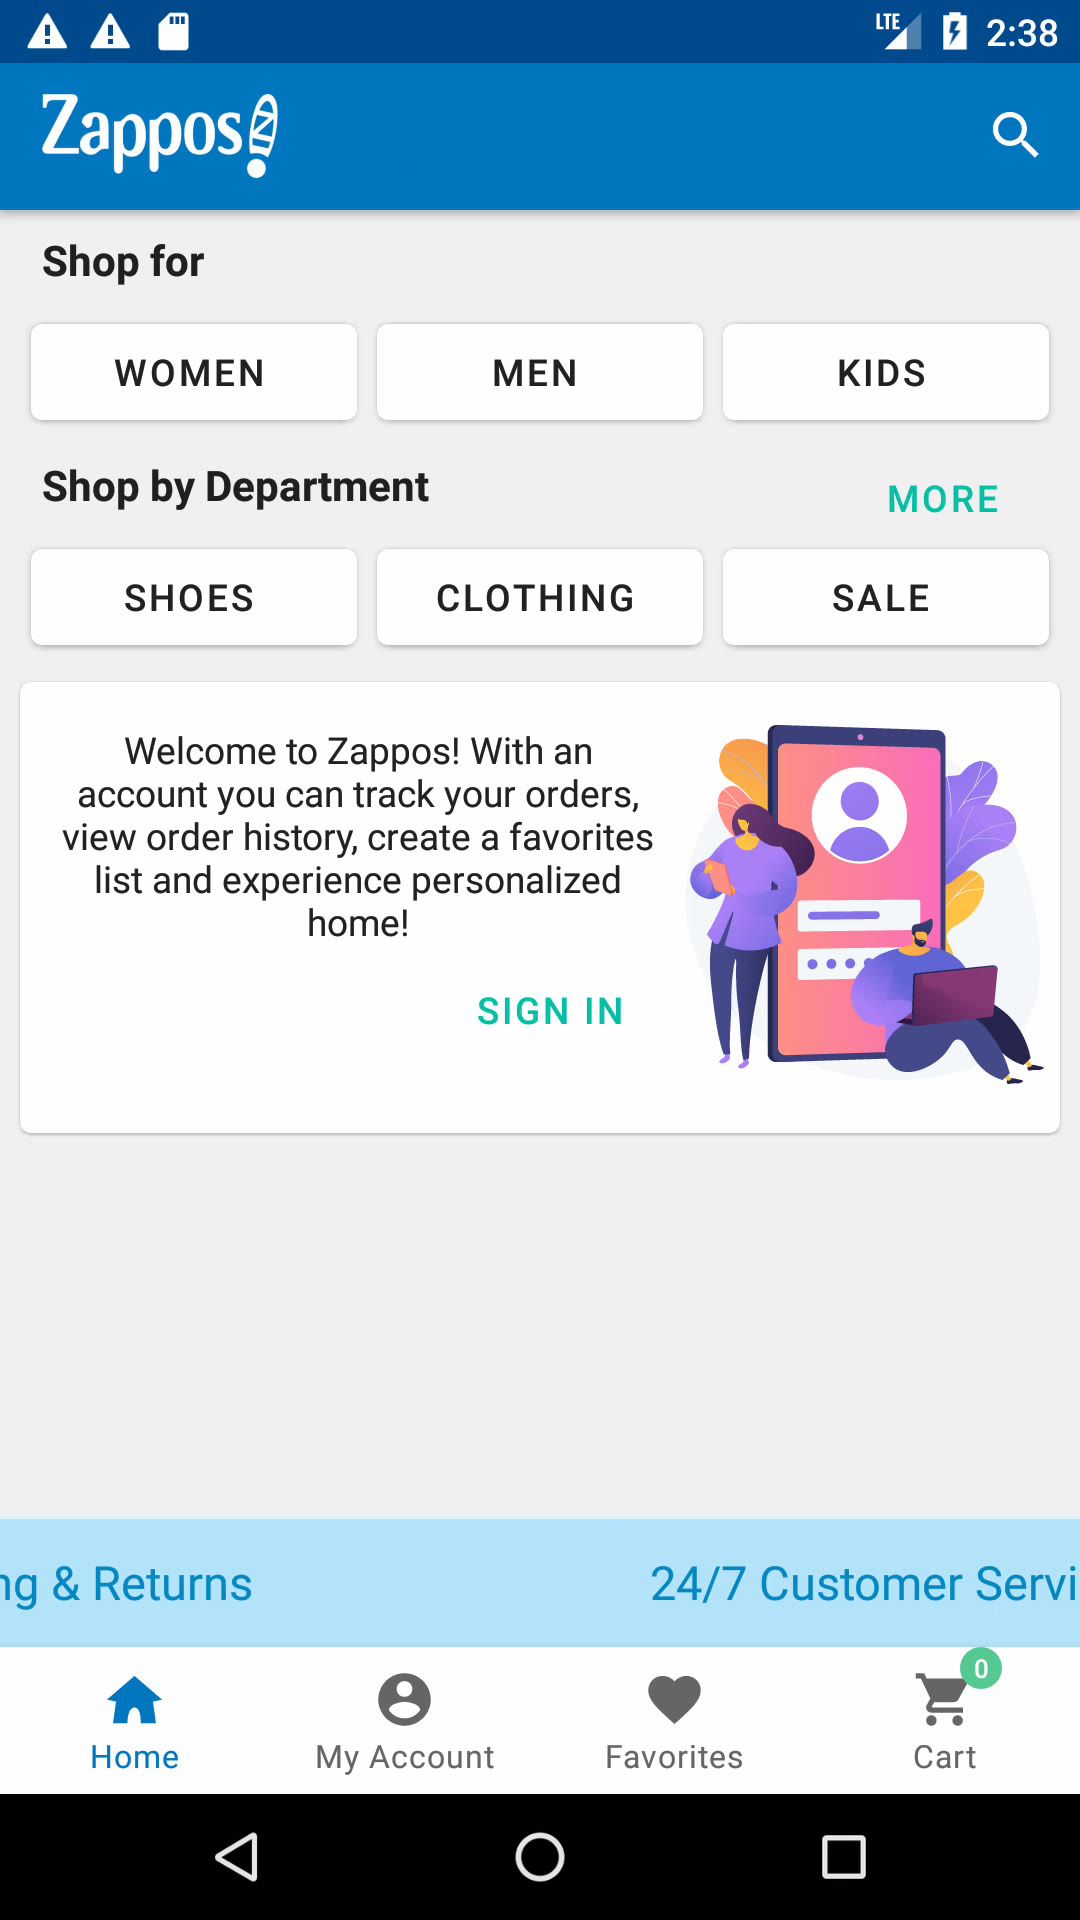 LTE 2:38
Zappos
Shop for
WOMEN MEN KIDS
Shop by Department MORE
SHOES CLOTHING SALE
Welcome to Zappos! With an
account you can track your orders,
view order history, create a favorites
list and experience personalized
home!
SIGN IN
ng & Returns 24/7 Customer Servi
0
Home My Account Favorites Cart